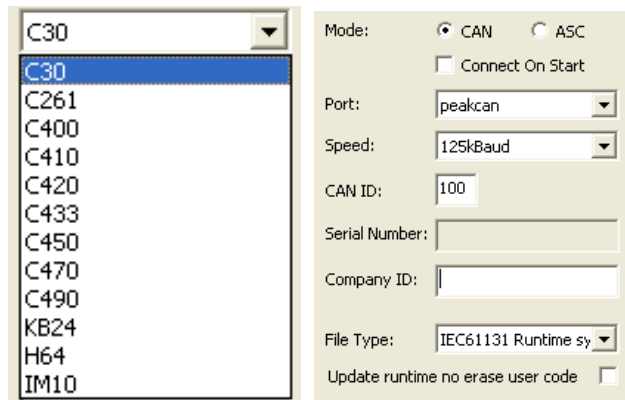 C30
C30
C261
C400
C410
C420
C433
C450
C470
C490
KB24
H64
IM10
Mode: CAN ASC
Connect On Start
Port: peakcan
Speed: 125kBaud
CAN ID: 100
Serial Number:
Company ID:
File Type: IEC61131 Runtime sy
Update runtime no erase user code